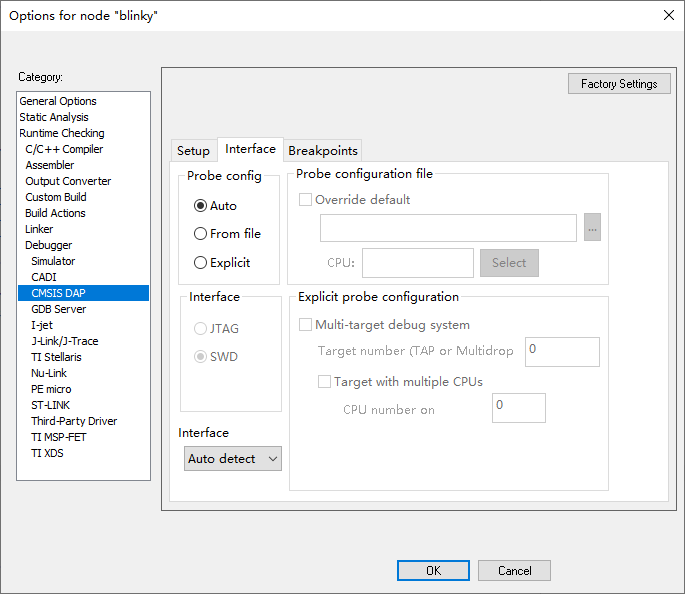 Options for node "blinky"
Category:
Factory Settings
General Options
Static Analysis
Runtime Checking
C/C++ Compiler
Assembler
Output Converter
Custom Build
Build Actions
Linker
Debugger
Simulator
CADI
CMSIS DAP
GDB Server
I-jet
J-Link/J-Trace
TI Stellaris
Nu-Link
PE micro
ST-LINK
Third-Party Driver
TI MSP-FET
TI XDS
Setup
Interface
Breakpoints
Probe config
Auto
From file
Explicit
Probe configuration file
Override default
...
CPU:
Select
Interface
JTAG
SWD
Interface
Auto detect
Explicit probe configuration
Multi-target debug system
Target number (TAP or Multidrop
0
Target with multiple CPUs
CPU number on
0
OK
Cancel